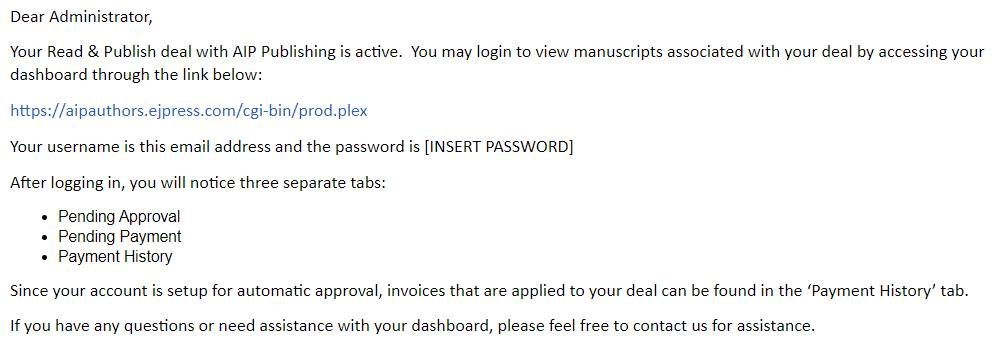 Dear Administrator,
Your Read & Publish deal with AIP Publishing is active.  You may login to view manuscripts associated with your deal by accessing your
dashboard through the link below:
https://aipauthors.ejpress.com/cgi-bin/prod.plex
Your username is this email address and the password is [INSERT PASSWORD]
After logging in, you will notice three separate tabs:
• Pending Approval
• Pending Payment
• Payment History
Since your account is setup for automatic approval, invoices that are applied to your deal can be found in the ‘Payment History’ tab.
If you have any questions or need assistance with your dashboard, please feel free to contact us for assistance.